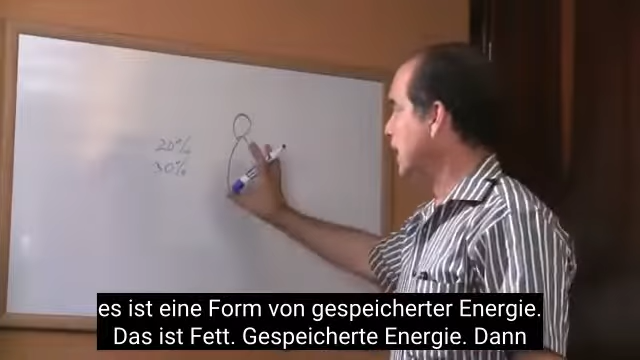 20%
30%
es ist eine Form von gespeicherter Energie.
Das ist Fett. Gespeicherte Energie. Dann